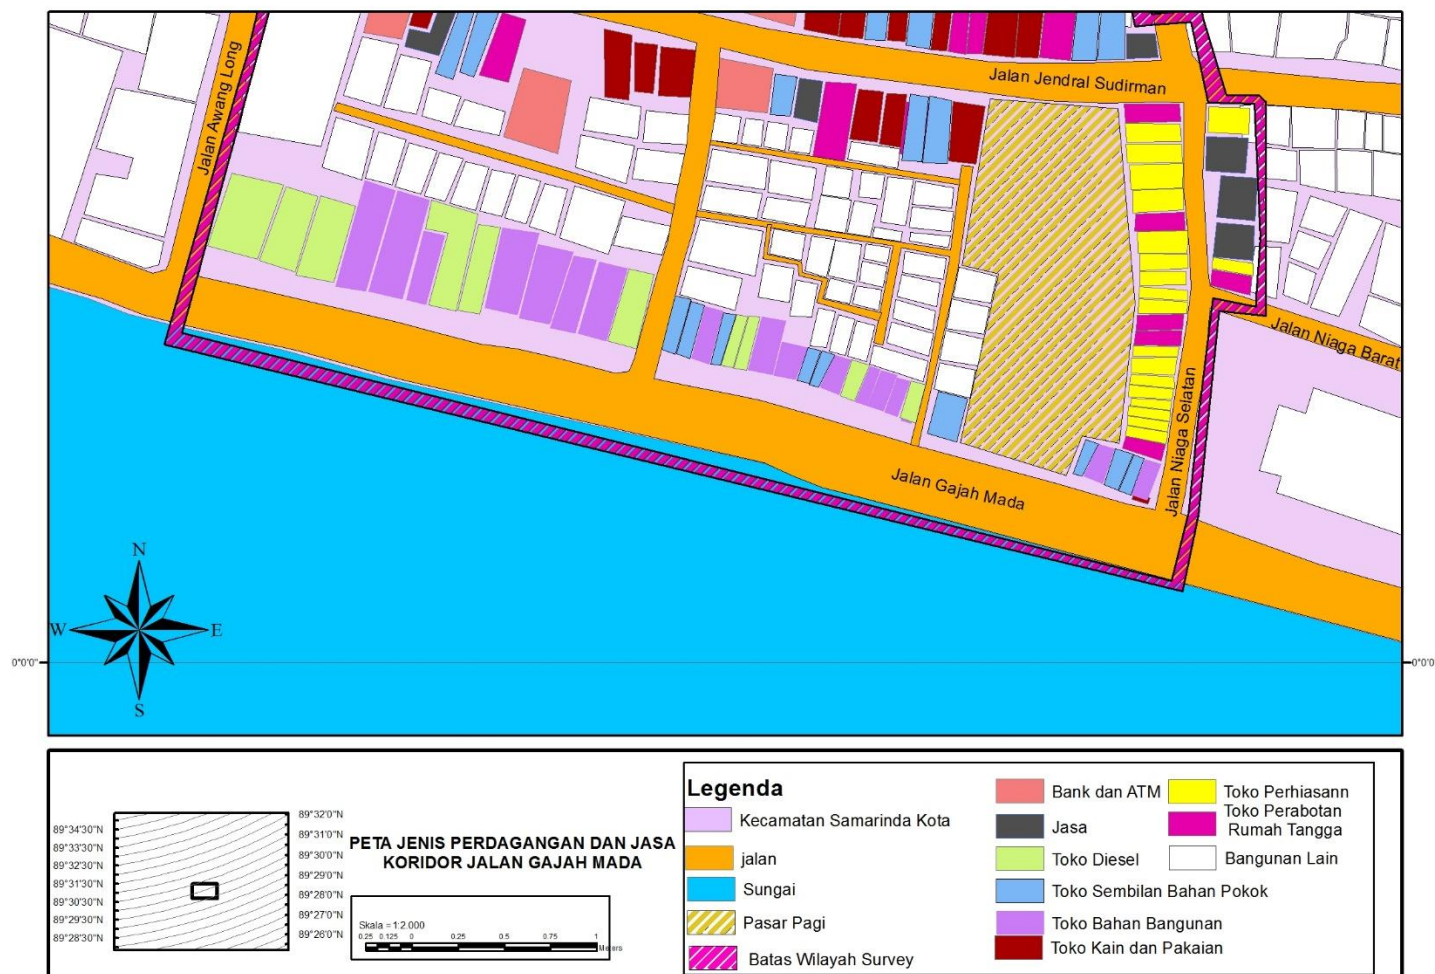 Jalan Awang Long
Jalan Jendral Sudirman
Jalan Niaga Barat
Jalan Niaga Selatan
Jalan Gajah Mada
N
W
E
S
0°0'0"
0°0'0
89°34'30"N
89°33'30"N
89°32'30"N
89°31'30"N
89°30'30"N
89°29'30"N
89°28'30"N
89°32'0"N
89°31'0"N
89°30'0"N
89°29'0"N
89°28'0"N
89°27'0"N
89°26'0"N
PETA JENIS PERDAGANGAN DAN JASA
KORIDOR JALAN GAJAH MADA
Skala = 1:2.000
0.25 0.125 0 0.25 0.5 0.75 1
Meters
Legenda
Kecamatan Samarinda Kota
jalan
Sungai
Pasar Pagi
Batas Wilayah Survey
Bank dan ATM
Jasa
Toko Diesel
Toko Sembilan Bahan Pokok
Toko Bahan Bangunan
Toko Kain dan Pakaian
Toko Perhiasann
Toko Perabotan
Rumah Tangga
Bangunan Lain